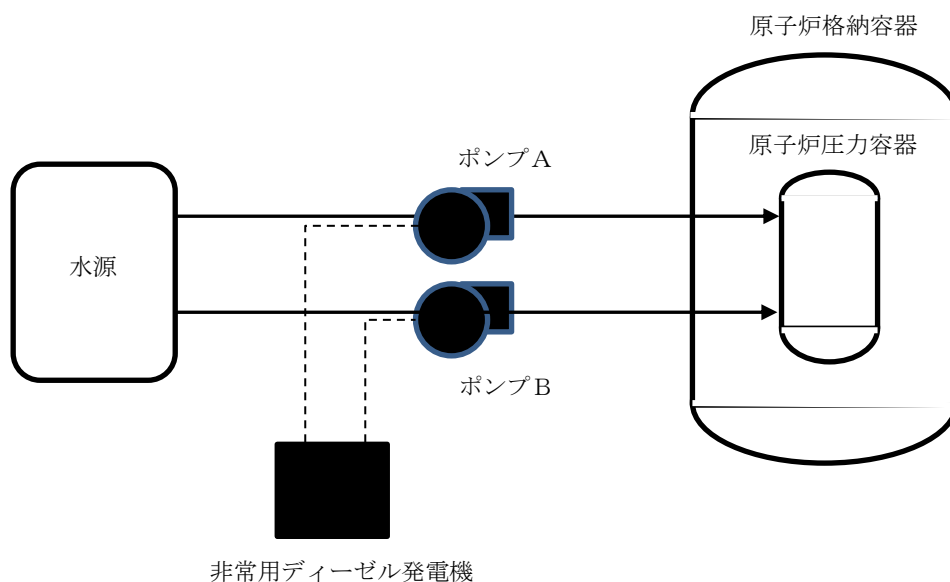 原子炉格納容器
原子炉圧力容器
ポンプA
水源
ポンプB
非常用ディーゼル発電機